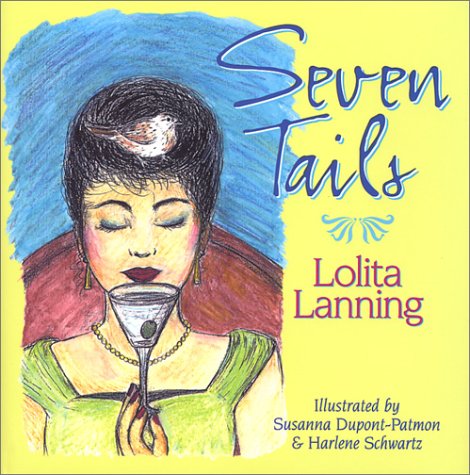 Seven
Tails
Lolita
Lanning
Illustrated by
Susanna Dupont-Patmon
& Harlene Schwartz